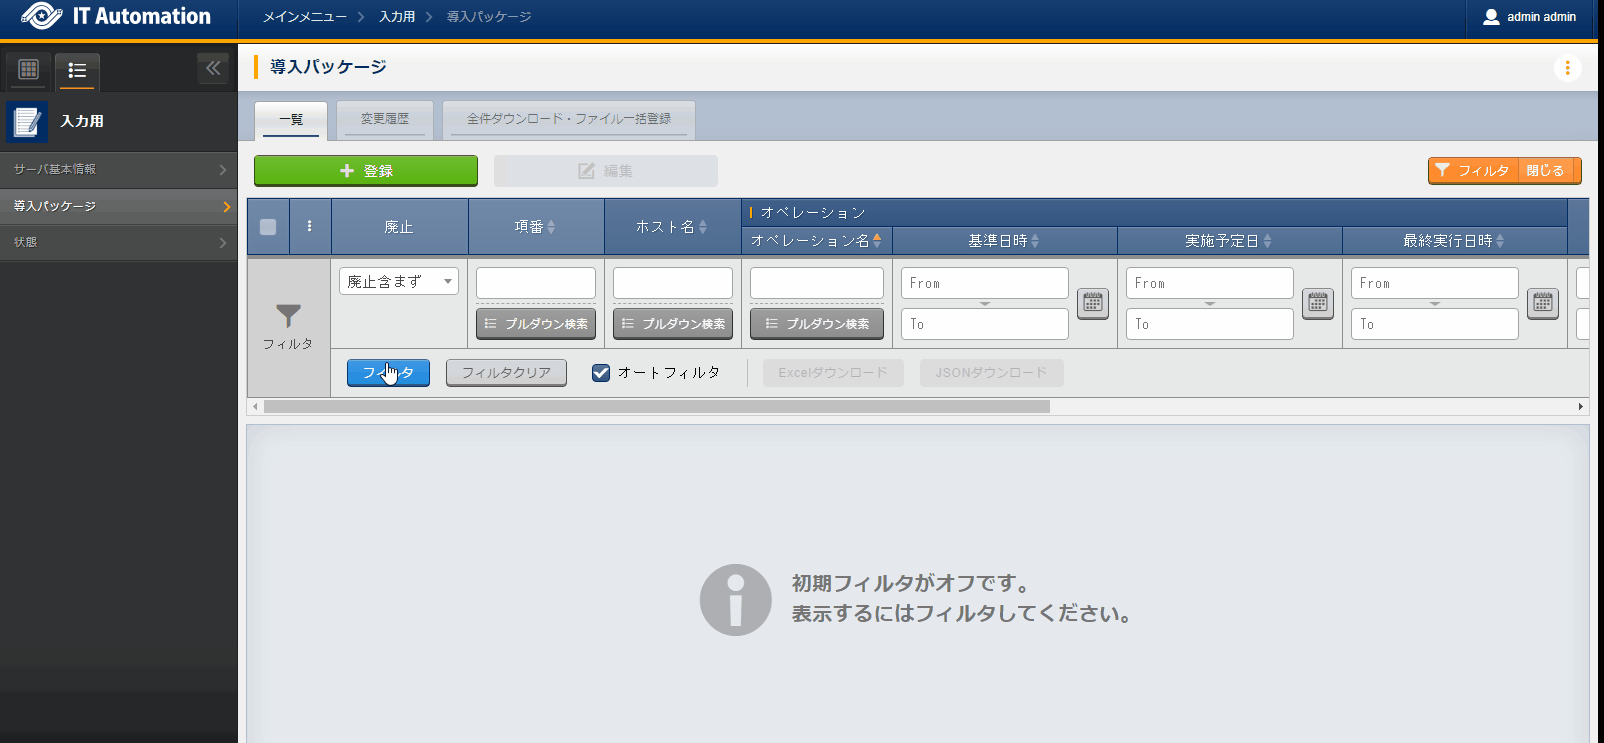 IT Automation
メインメニュー > 入力用 > 導入パッケージ
admin admin
入力用
サーバ基本情報
導入パッケージ
状態
導入パッケージ
一覧
変更履歴
全件ダウンロード・ファイル一括登録
登録
編集
フィルタ 閉じる
廃止
項番
ホスト名
オペレーション
オペレーション名
基準日時
実施予定日
最終実行日時
フィルタ
廃止含まず
プルダウン検索
プルダウン検索
プルダウン検索
From
To
From
To
From
To
フィルタ
フィルタクリア
オートフィルタ
Excelダウンロード
JSONダウンロード
初期フィルタがオフです。
表示するにはフィルタしてください。